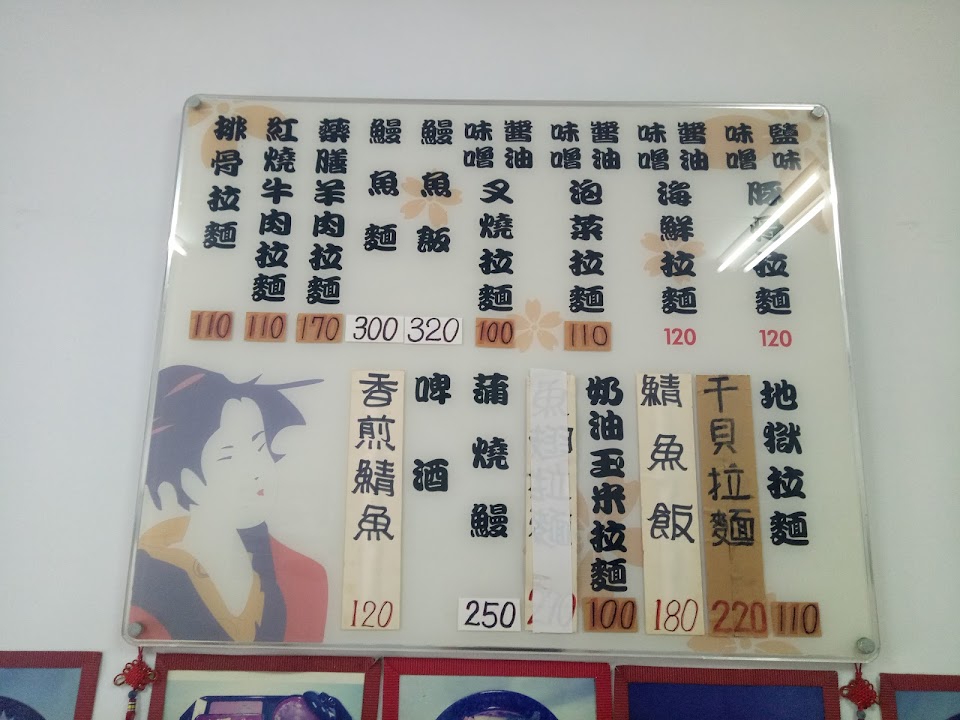 鹽味
味噌
豚骨拉麵
120
醬油
味噌
海鮮拉麵
120
醬油
味噌
泡菜拉麵
110
醬油
味噌
叉燒拉麵
100
鰻魚飯
320
鰻魚麵
300
藥膳羊肉拉麵
170
紅燒牛肉拉麵
110
排骨拉麵
110
地獄拉麵
110
干貝拉麵
220
鯖魚飯
180
奶油玉米拉麵
100
蒲燒鰻
250
啤酒
香煎鯖魚
120